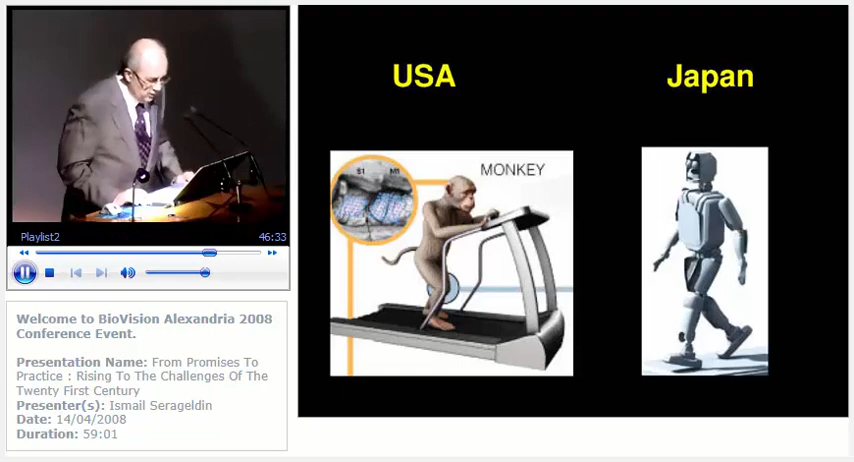 USA
Japan
S1
M1
MONKEY
Playlist2
46:33
Welcome to BioVision Alexandria 2008
Conference Event.
Presentation Name: From Promises To
Practice : Rising To The Challenges Of The
Twenty First Century
Presenter(s): Ismail Serageldin
Date: 14/04/2008
Duration: 59:01